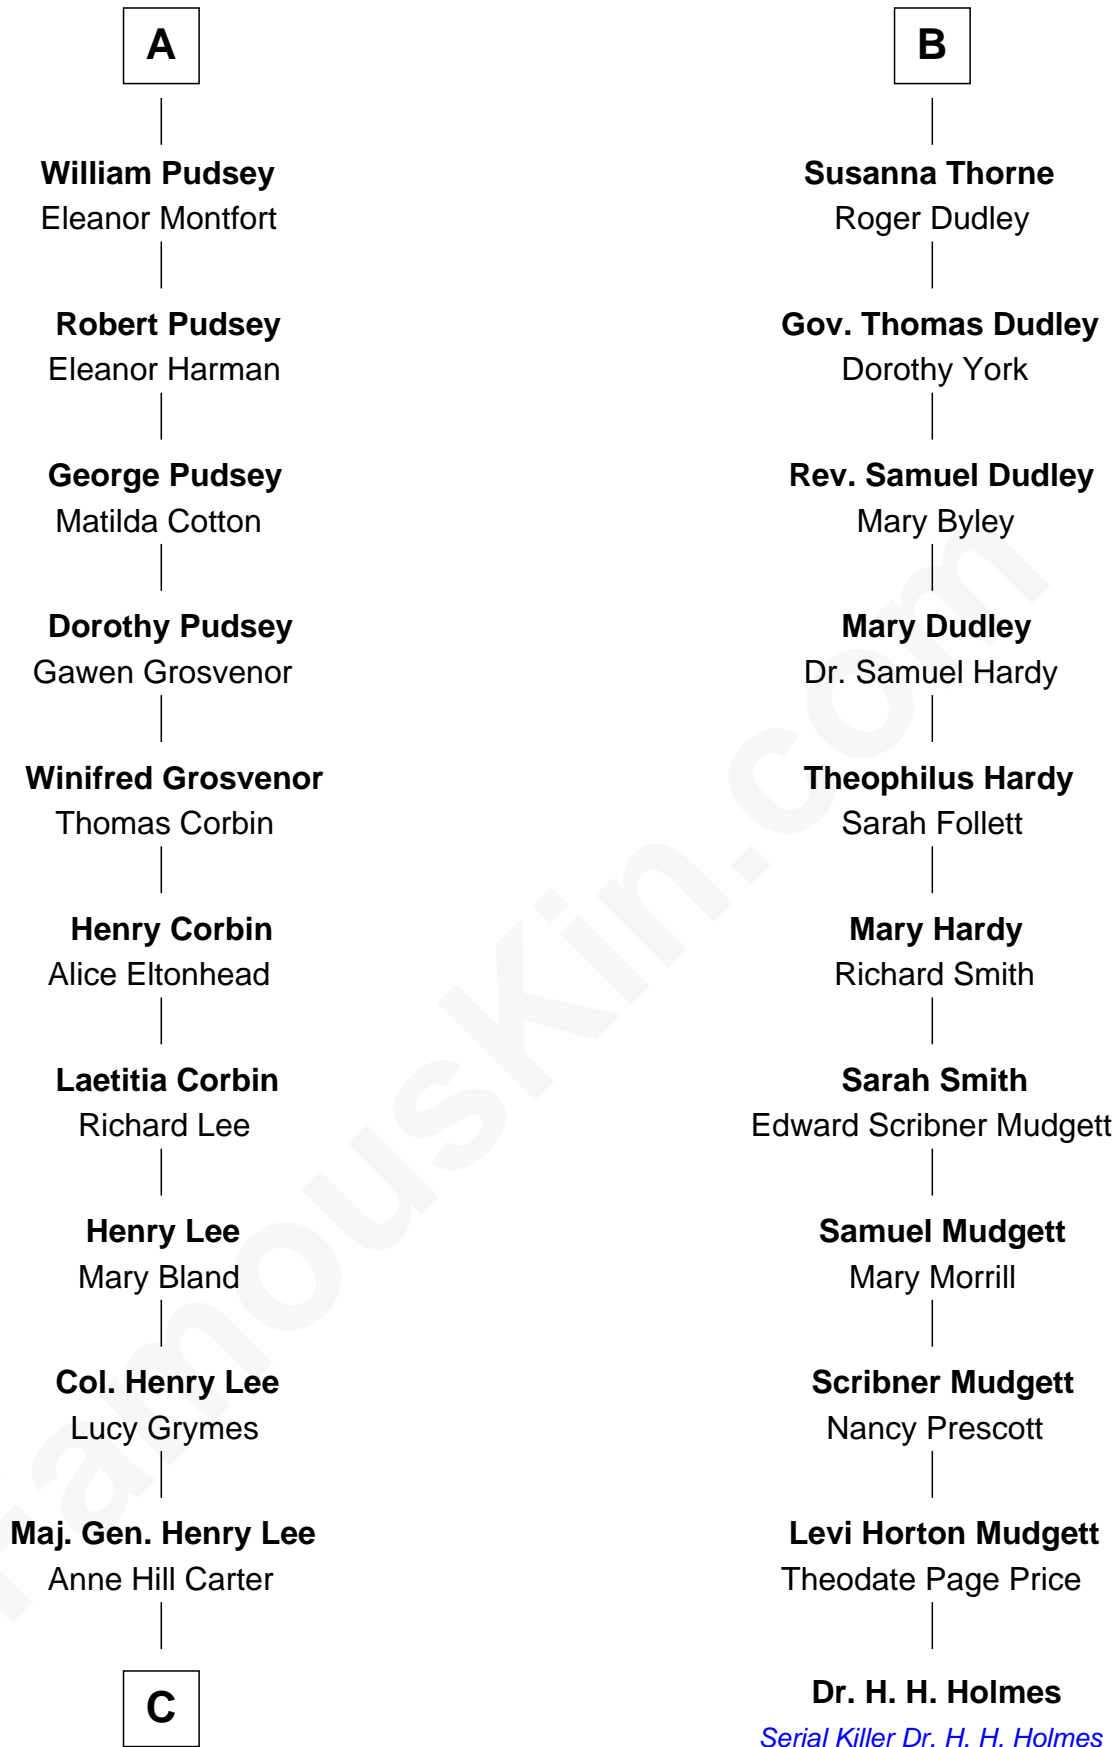 A
William Pudsey
Eleanor Montfort
Robert Pudsey
Eleanor Harman
George Pudsey
Matilda Cotton
Dorothy Pudsey
Gawen Grosvenor
Winifred Grosvenor
Thomas Corbin
Henry Corbin
Alice Eltonhead
Laetitia Corbin
Richard Lee
Henry Lee
Mary Bland
Col. Henry Lee
Lucy Grymes
Maj. Gen. Henry Lee
Anne Hill Carter
C
B
Susanna Thorne
Roger Dudley
Gov. Thomas Dudley
Dorothy York
Rev. Samuel Dudley
Mary Byley
Mary Dudley
Dr. Samuel Hardy
Theophilus Hardy
Sarah Follett
Mary Hardy
Richard Smith
Sarah Smith
Edward Scribner Mudgett
Samuel Mudgett
Mary Morrill
Scribner Mudgett
Nancy Prescott
Levi Horton Mudgett
Theodate Page Price
Dr. H. H. Holmes
Serial Killer Dr. H. H. Holmes
FamousKin.com